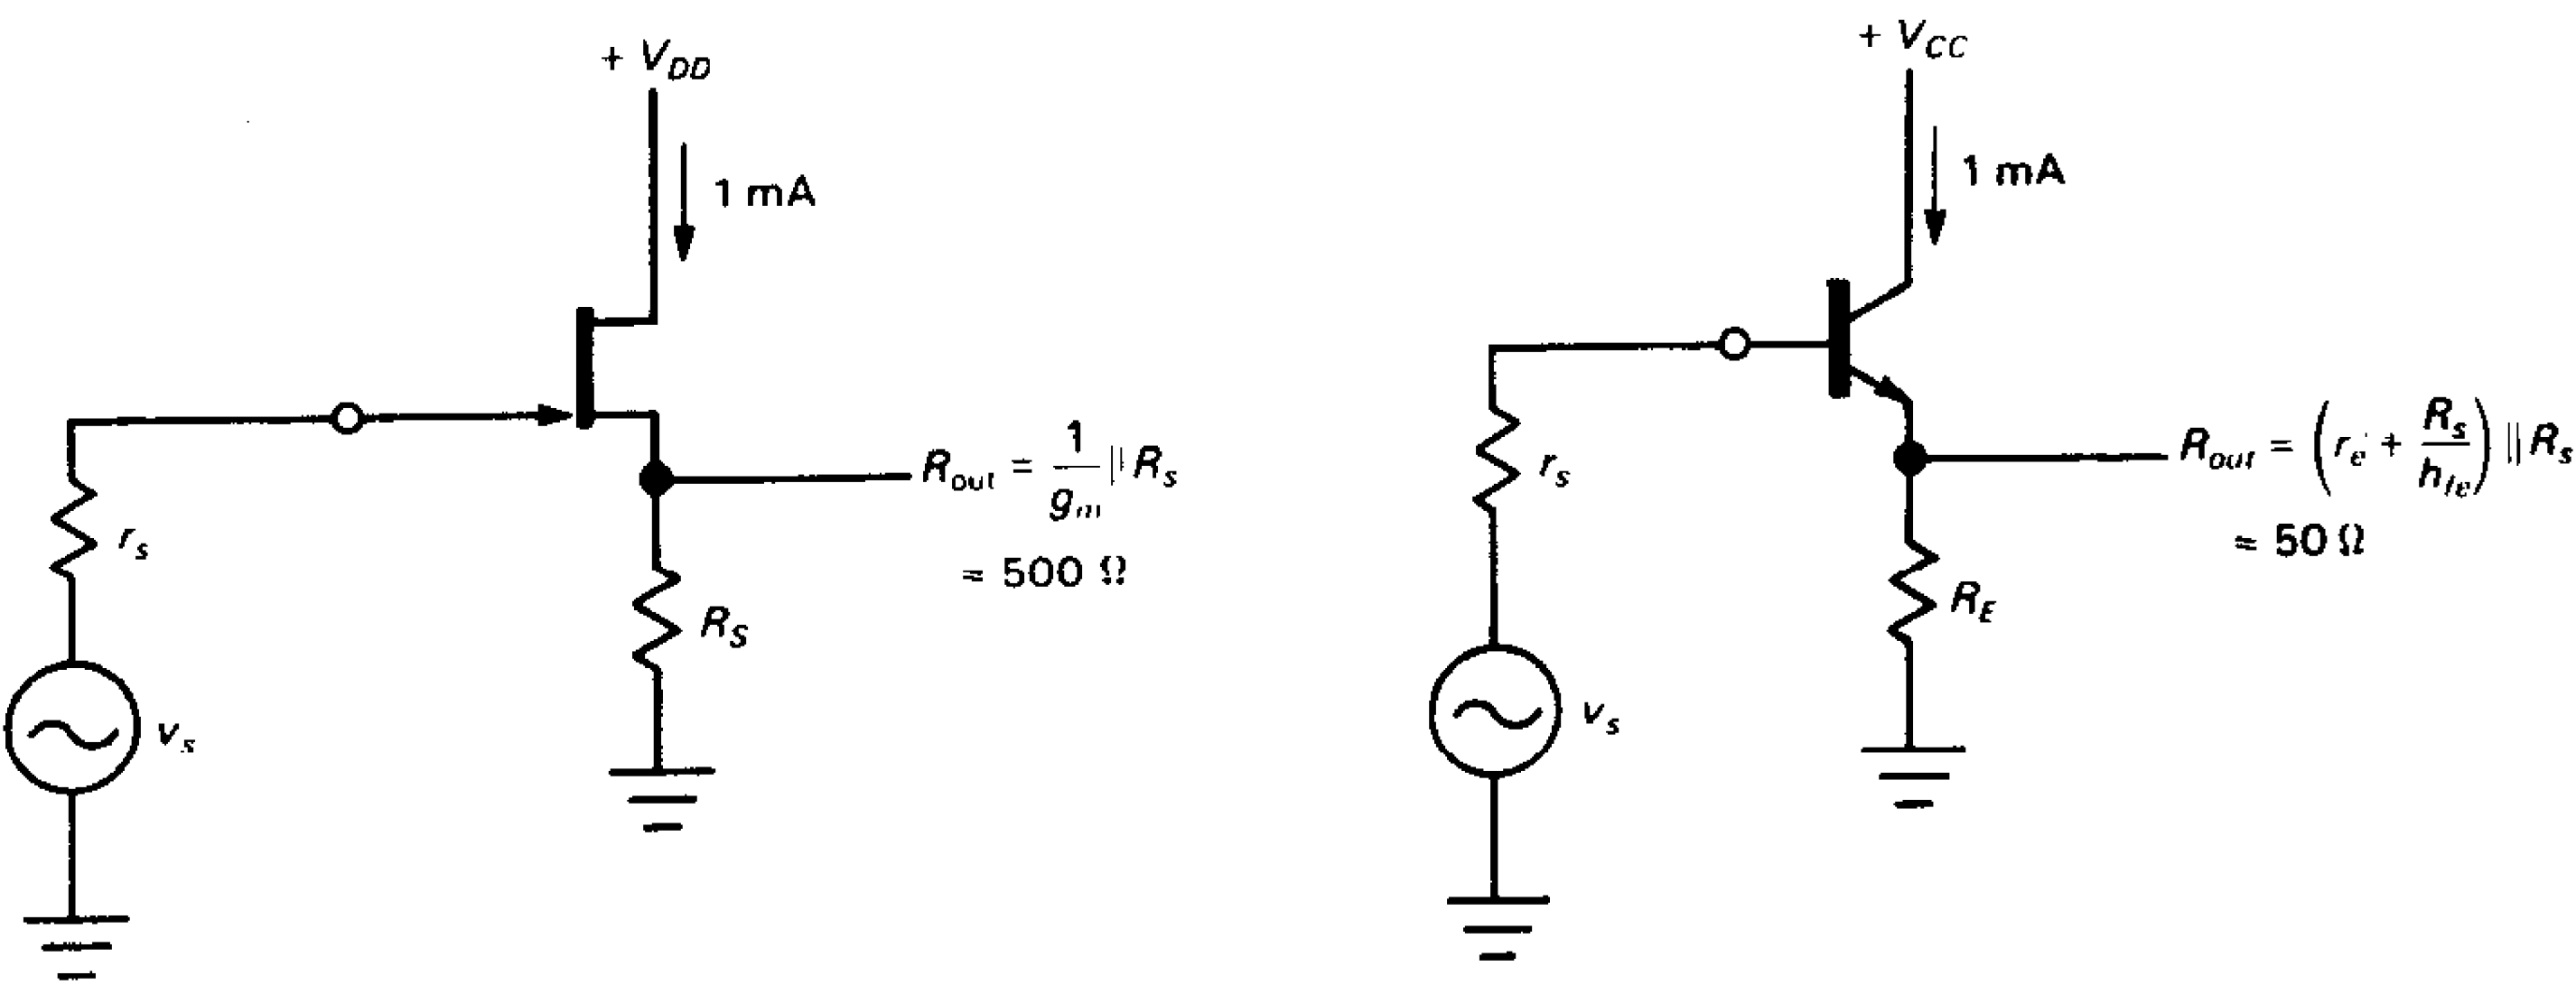 + V_DD
1 mA
R_out = 1/g_m || R_s
≈ 500 Ω
r_s
R_S
v_s
+ V_CC
1 mA
R_out = (r_e + R_s/h_fe) || R_s
≈ 50 Ω
r_s
R_E
v_s